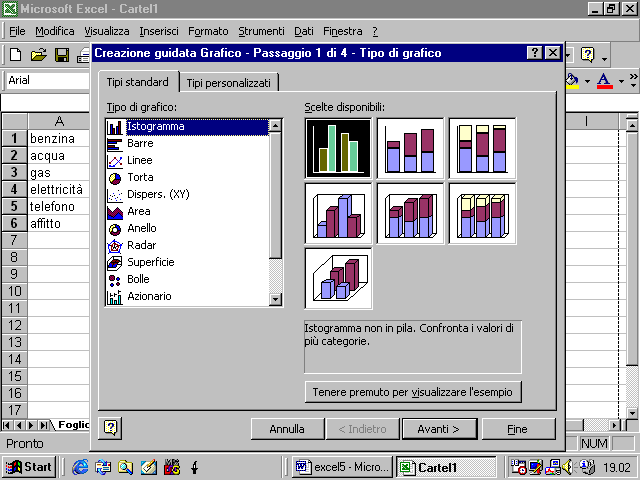 Microsoft Excel - Cartel1
File Modifica Visualizza Inserisci Formato Strumenti Dati Finestra ?
Arial
Creazione guidata Grafico - Passaggio 1 di 4 - Tipo di grafico
Tipi standard Tipi personalizzati
Tipo di grafico:
Istogramma
Barre
Linee
Torta
Dispers. (XY)
Area
Anello
Radar
Superficie
Bolle
Azionario
Scelte disponibili:
Istogramma non in pila. Confronta i valori di
più categorie.
Tenere premuto per visualizzare l'esempio
Annulla < Indietro Avanti > Fine
A I
1 benzina
2 acqua
3 gas
4 elettricità
5 telefono
6 affitto
7
8
9
10
11
12
13
14
15
16
17
Foglio
Pronto NUM
Start excel5 - Micro... Cartel1 19.02